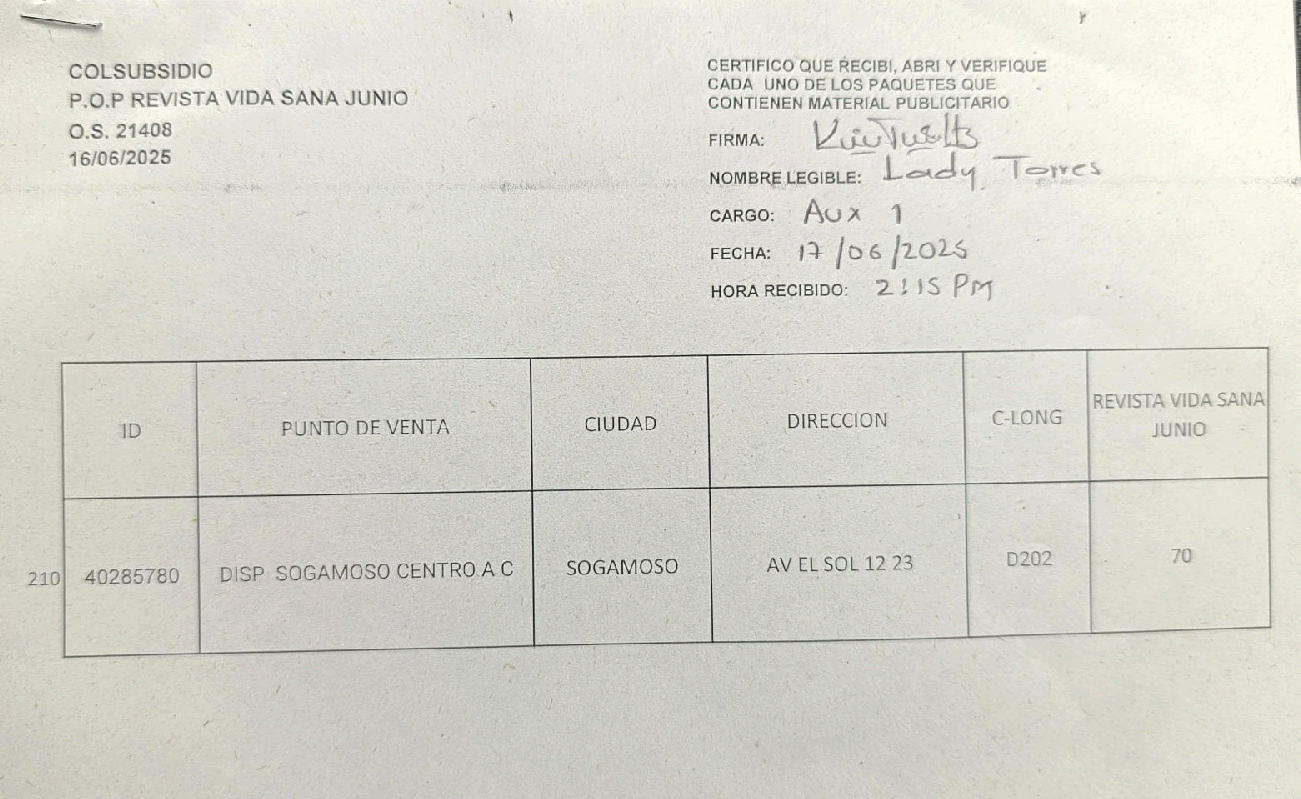 COLSUBSIDIO
P.O.P REVISTA VIDA SANA JUNIO
O.S. 21408
16/06/2025
CERTIFICO QUE RECIBI, ABRI Y VERIFIQUE
CADA UNO DE LOS PAQUETES QUE
CONTIENEN MATERIAL PUBLICITARIO
FIRMA:
NOMBRE LEGIBLE: Lady Torres
CARGO: Aux 1
FECHA: 17/06/2025
HORA RECIBIDO: 2:15 PM
ID PUNTO DE VENTA CIUDAD DIRECCION C-LONG REVISTA VIDA SANA
JUNIO
210 40285780 DISP SOGAMOSO CENTRO A C SOGAMOSO AV EL SOL 12 23 D202 70